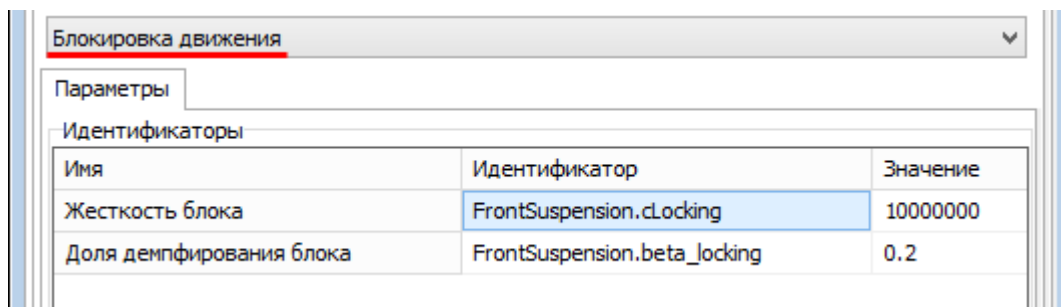 Блокировка движения
Параметры
Идентификаторы
Имя Идентификатор Значение
Жесткость блока FrontSuspension.cLocking 10000000
Доля демпфирования блока FrontSuspension.beta_locking 0.2